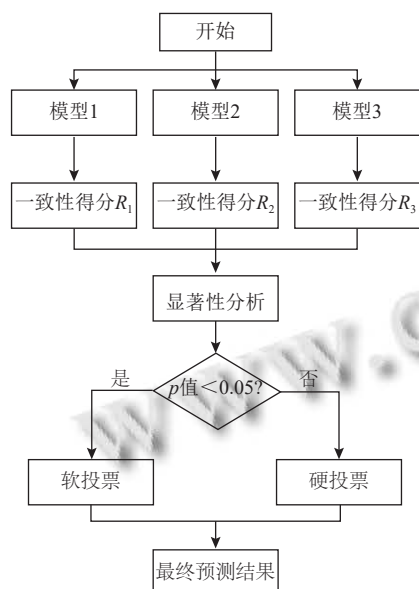 开始
模型1
模型2
模型3
一致性得分R₁
一致性得分R₂
一致性得分R₃
显著性分析
p值＜0.05?
是
否
软投票
硬投票
最终预测结果
www.c